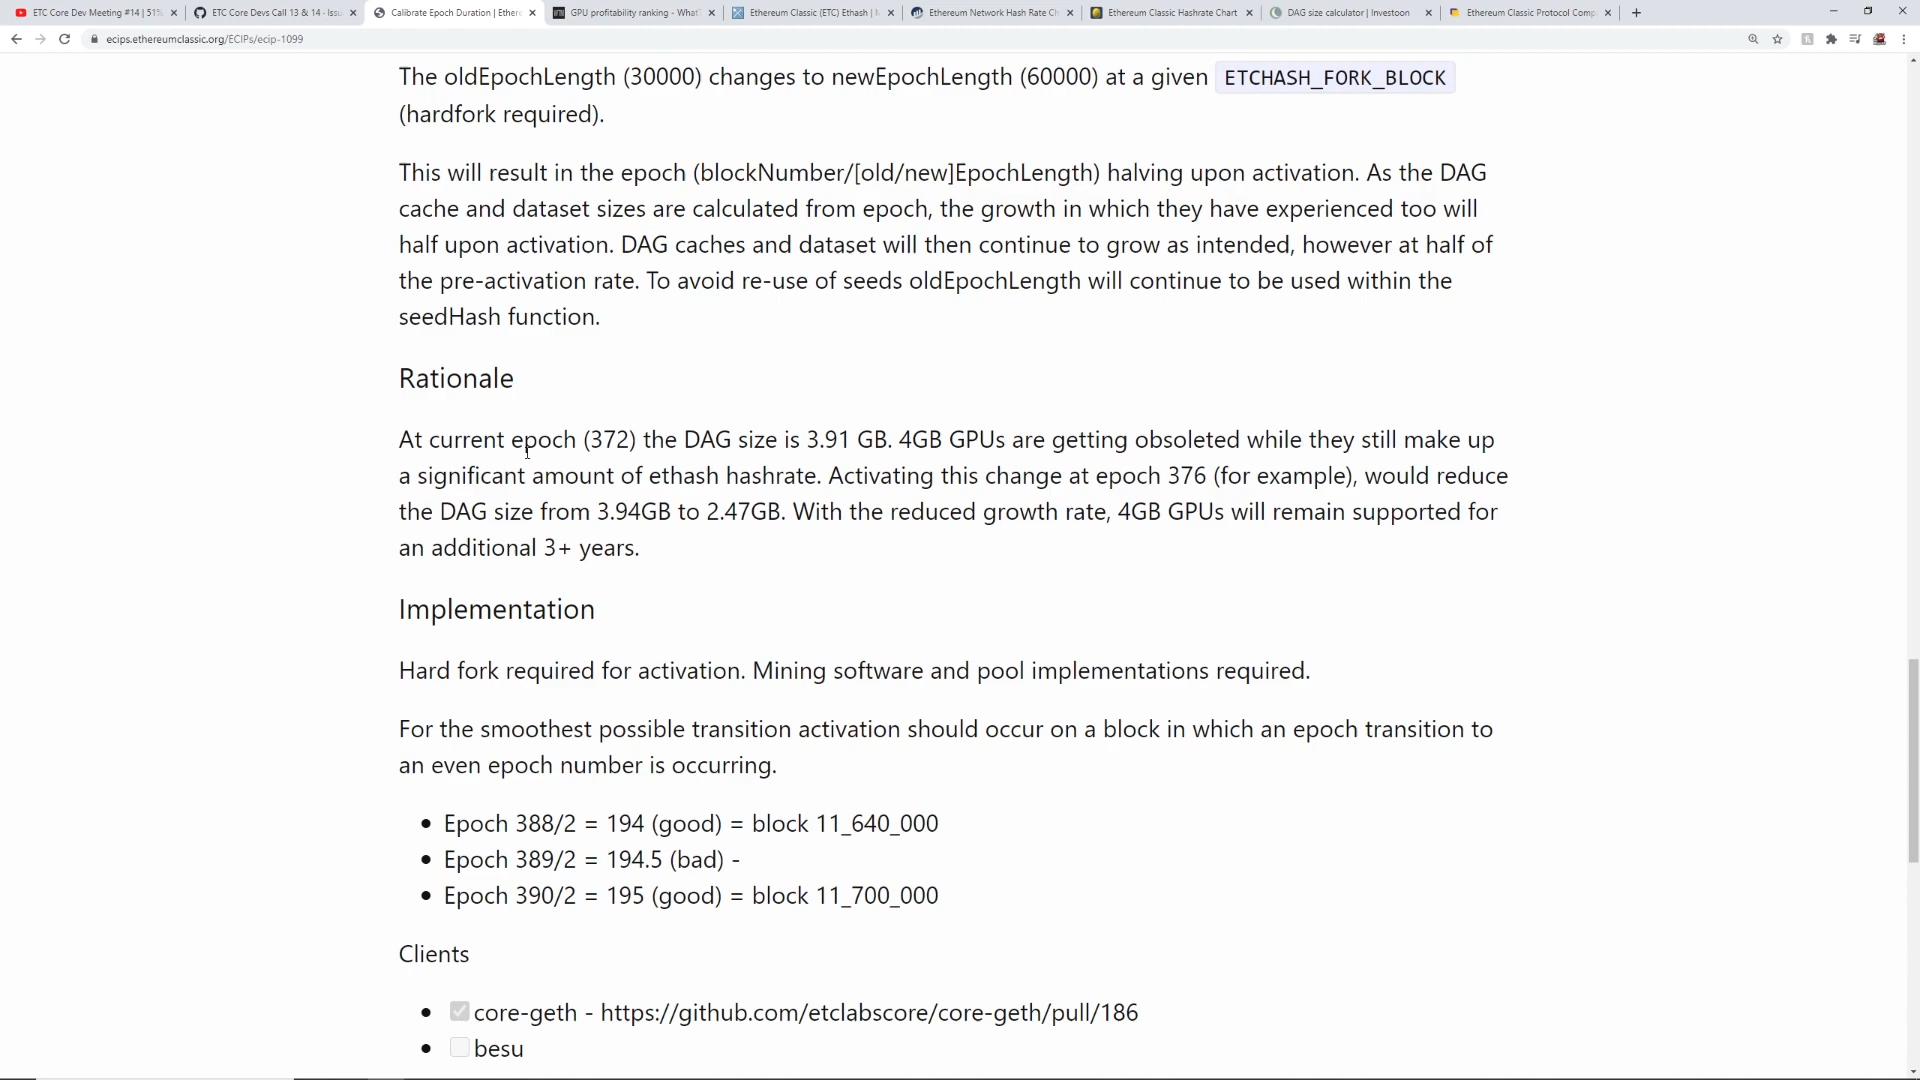 ETC Core Dev Meeting #14 | 51%
ETC Core Devs Call 13 & 14 - Issu
Calibrate Epoch Duration | Ether
GPU profitability ranking - WhatT
Ethereum Classic (ETC) Ethash |
Ethereum Network Hash Rate Ch
Ethereum Classic Hashrate Chart
DAG size calculator | Investoon
Ethereum Classic Protocol Comp
ecips.ethereumclassic.org/ECIPs/ecip-1099
The oldEpochLength (30000) changes to newEpochLength (60000) at a given ETCHASH_FORK_BLOCK
(hardfork required).
This will result in the epoch (blockNumber/[old/new]EpochLength) halving upon activation. As the DAG
cache and dataset sizes are calculated from epoch, the growth in which they have experienced too will
half upon activation. DAG caches and dataset will then continue to grow as intended, however at half of
the pre-activation rate. To avoid re-use of seeds oldEpochLength will continue to be used within the
seedHash function.
Rationale
At current epoch (372) the DAG size is 3.91 GB. 4GB GPUs are getting obsoleted while they still make up
a significant amount of ethash hashrate. Activating this change at epoch 376 (for example), would reduce
the DAG size from 3.94GB to 2.47GB. With the reduced growth rate, 4GB GPUs will remain supported for
an additional 3+ years.
Implementation
Hard fork required for activation. Mining software and pool implementations required.
For the smoothest possible transition activation should occur on a block in which an epoch transition to
an even epoch number is occurring.
• Epoch 388/2 = 194 (good) = block 11_640_000
• Epoch 389/2 = 194.5 (bad) -
• Epoch 390/2 = 195 (good) = block 11_700_000
Clients
• core-geth - https://github.com/etclabscore/core-geth/pull/186
• besu